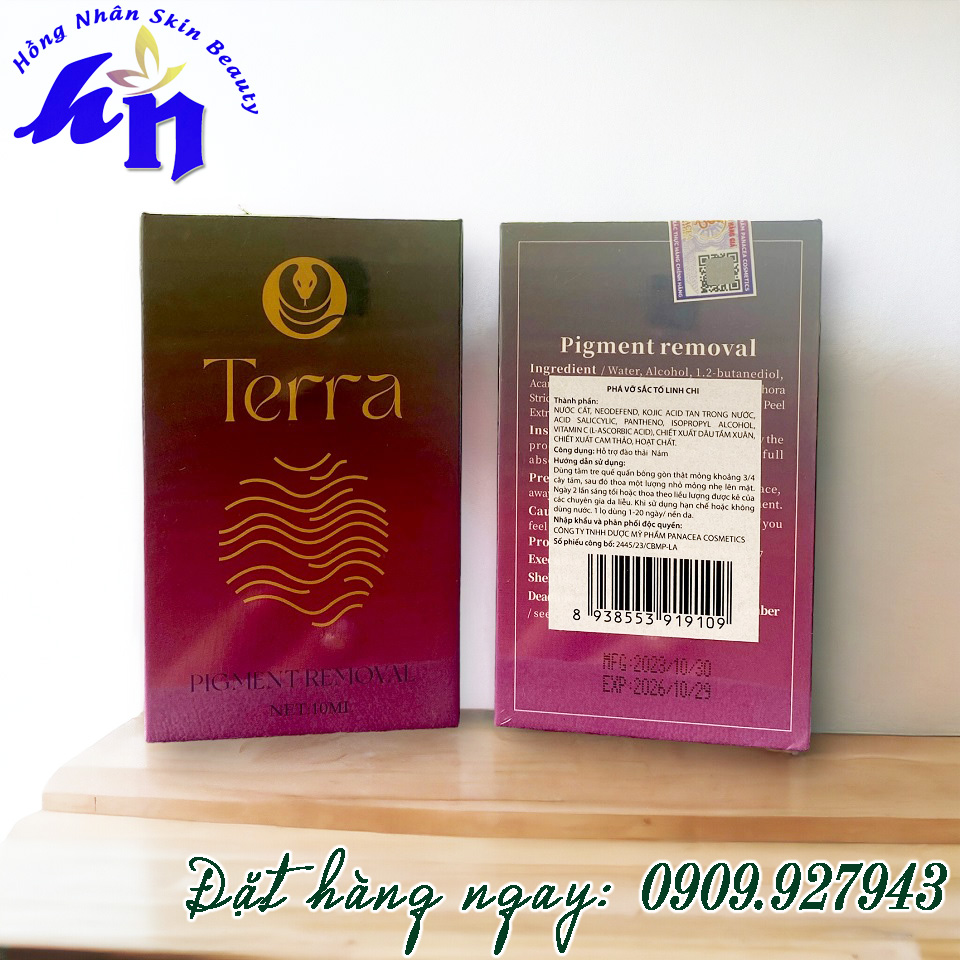 Hồng Nhân Skin Beauty
hn
Terra
PIGMENT REMOVAL
NET 10ML
PANACEA COSMETICS
Pigment removal
Ingredient / Water, Alcohol, 1.2-butanediol,
PHÁ VỠ SẮC TỐ LINH CHI
Thành phần:
NƯỚC CẤT, NEODEFEND, KOJIC ACID TAN TRONG NƯỚC,
ACID SALICCYLIC, PANTHENO, ISOPROPYL ALCOHOL,
VITAMIN C (L-ASCORBIC ACID), CHIẾT XUẤT DÂU TẦM XUÂN,
CHIẾT XUẤT CAM THẢO, HOẠT CHẤT.
Công dụng: Hỗ trợ đào thải Nám
Hướng dẫn sử dụng:
Dùng tăm tre quế quấn bông gòn thật mỏng khoảng 3/4
cây tăm, sau đó thoa một lượng nhỏ mỏng nhẹ lên mặt.
Ngày 2 lần sáng tối hoặc thoa theo liều lượng được kê của
các chuyên gia da liễu. Khi sử dụng hạn chế hoặc không
dùng nước. 1 lọ dùng 1-20 ngày/ nền da.
Nhập khẩu và phân phối độc quyền:
CÔNG TY TNHH DƯỢC MỸ PHẨM PANACEA COSMETICS
Số phiếu công bố: 2445/23/CBMP-LA
8 938553 919109
MFG:2023/10/30
EXP:2026/10/29
Đặt hàng ngay: 0909.927943